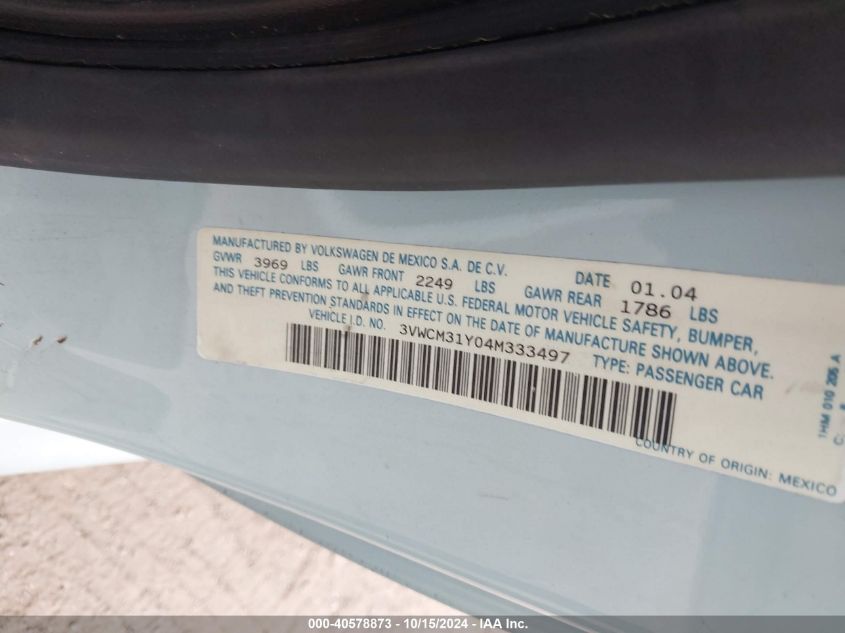 MANUFACTURED BY VOLKSWAGEN DE MEXICO S.A. DE C.V. DATE 01.04
GVWR 3969 LBS GAWR FRONT 2249 LBS GAWR REAR 1786 LBS
THIS VEHICLE CONFORMS TO ALL APPLICABLE U.S. FEDERAL MOTOR VEHICLE SAFETY, BUMPER,
AND THEFT PREVENTION STANDARDS IN EFFECT ON THE DATE OF MANUFACTURE SHOWN ABOVE.
VEHICLE I.D. NO. 3VWCM31Y04M333497 TYPE: PASSENGER CAR
COUNTRY OF ORIGIN: MEXICO
1HM 010 205 A
000-40578873 - 10/15/2024 - IAA Inc.